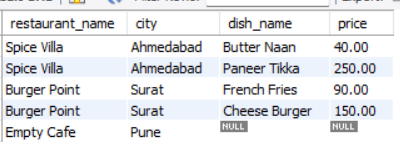 restaurant_name city dish_name price
Spice Villa Ahmedabad Butter Naan 40.00
Spice Villa Ahmedabad Paneer Tikka 250.00
Burger Point Surat French Fries 90.00
Burger Point Surat Cheese Burger 150.00
Empty Cafe Pune NULL NULL